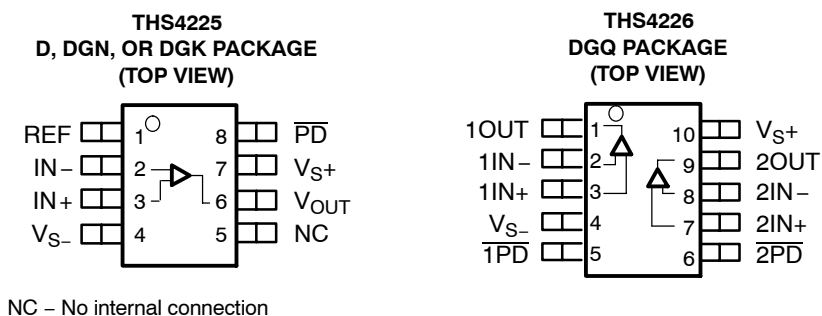 THS4225
D, DGN, OR DGK PACKAGE
(TOP VIEW)
REF 1 8 PD
IN− 2 7 VS+
IN+ 3 6 VOUT
VS− 4 5 NC
NC − No internal connection
THS4226
DGQ PACKAGE
(TOP VIEW)
1OUT 1 10 VS+
1IN− 2 9 2OUT
1IN+ 3 8 2IN−
VS− 4 7 2IN+
1PD 5 6 2PD